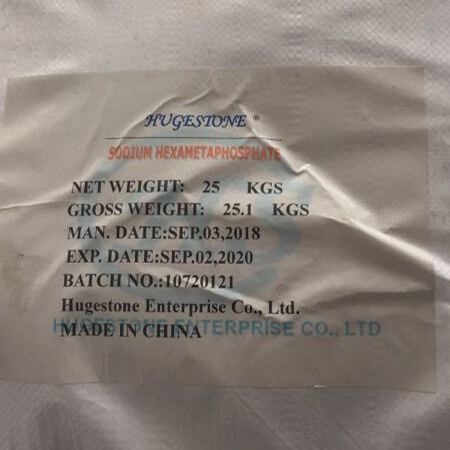 HUGESTONE ®
SODIUM HEXAMETAPHOSPHATE
NET WEIGHT: 25 KGS
GROSS WEIGHT: 25.1 KGS
MAN. DATE:SEP.03,2018
EXP. DATE:SEP.02,2020
BATCH NO.:10720121
Hugestone Enterprise Co., Ltd.
HUGESTONE ENTERPRISE CO., LTD
MADE IN CHINA